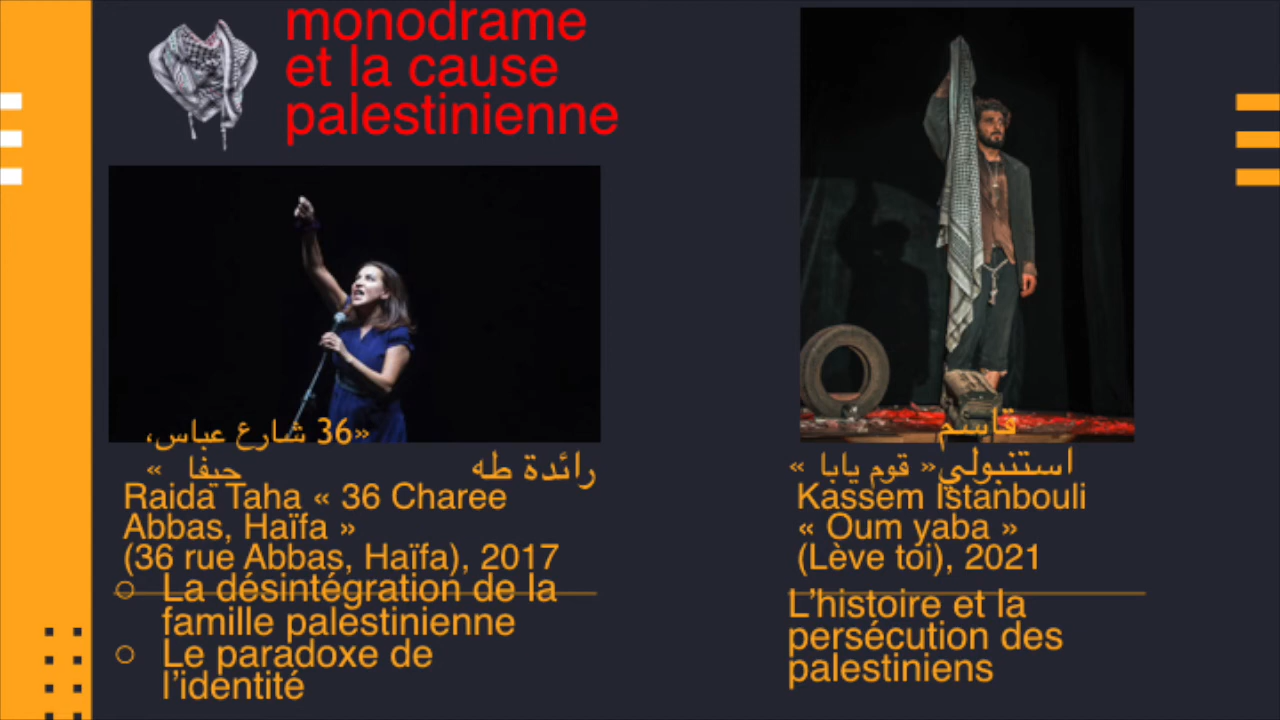 monodrame
et la cause
palestinienne
«36 شارع عباس،
حيفا »
رائدة طه
Raida Taha « 36 Charee
Abbas, Haïfa »
(36 rue Abbas, Haïfa), 2017
○ La désintégration de la
famille palestinienne
○ Le paradoxe de
l’identité
قاسم
استنبولي« قوم يابا »
Kassem Istanbouli
« Oum yaba »
(Lève toi), 2021
L’histoire et la
persécution des
palestiniens